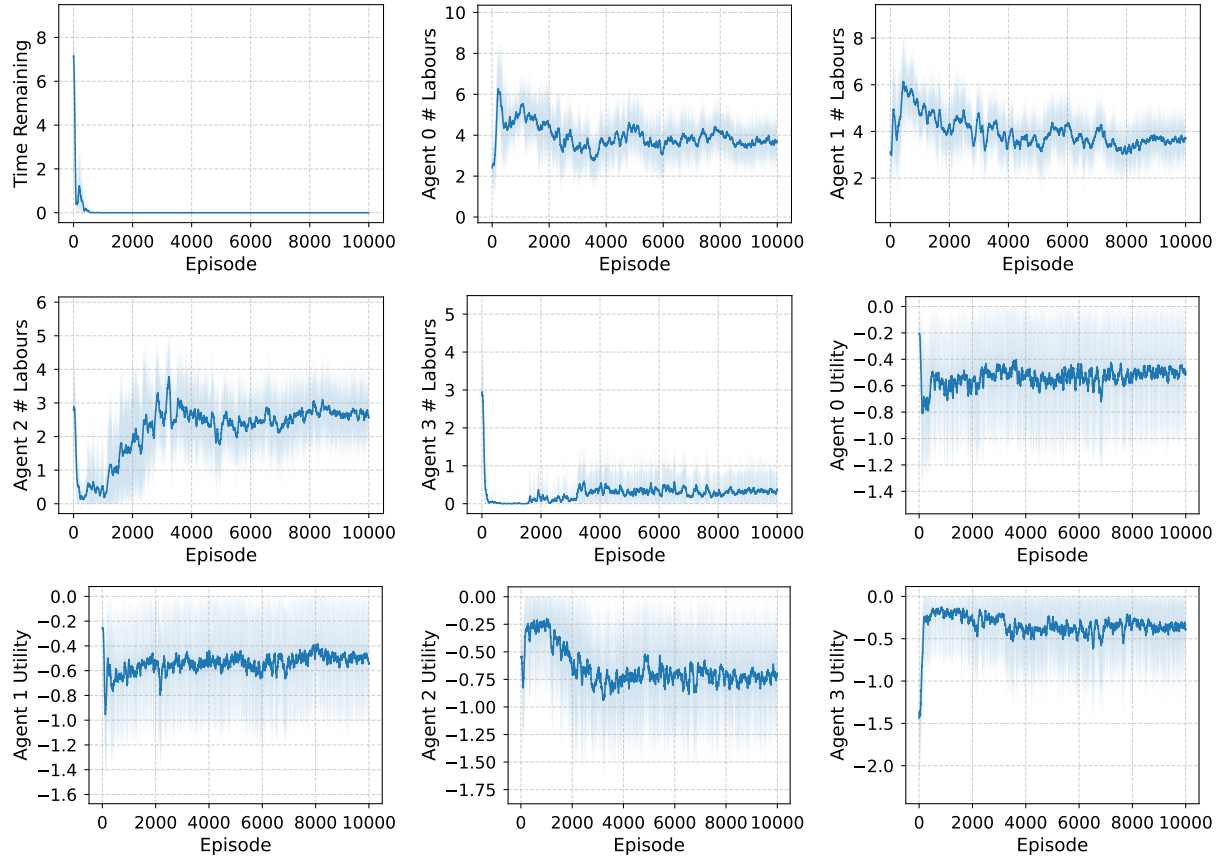 Time Remaining
8
6
4
2
0
0 2000 4000 6000 8000 10000
Episode
Agent 0 # Labours
10
8
6
4
2
0
0 2000 4000 6000 8000 10000
Episode
Agent 1 # Labours
8
6
4
2
0 2000 4000 6000 8000 10000
Episode
Agent 2 # Labours
6
5
4
3
2
1
0
0 2000 4000 6000 8000 10000
Episode
Agent 3 # Labours
5
4
3
2
1
0
0 2000 4000 6000 8000 10000
Episode
Agent 0 Utility
0.0
−0.2
−0.4
−0.6
−0.8
−1.0
−1.2
−1.4
0 2000 4000 6000 8000 10000
Episode
Agent 1 Utility
0.0
−0.2
−0.4
−0.6
−0.8
−1.0
−1.2
−1.4
−1.6
0 2000 4000 6000 8000 10000
Episode
Agent 2 Utility
0.00
−0.25
−0.50
−0.75
−1.00
−1.25
−1.50
−1.75
0 2000 4000 6000 8000 10000
Episode
Agent 3 Utility
0.0
−0.5
−1.0
−1.5
−2.0
0 2000 4000 6000 8000 10000
Episode